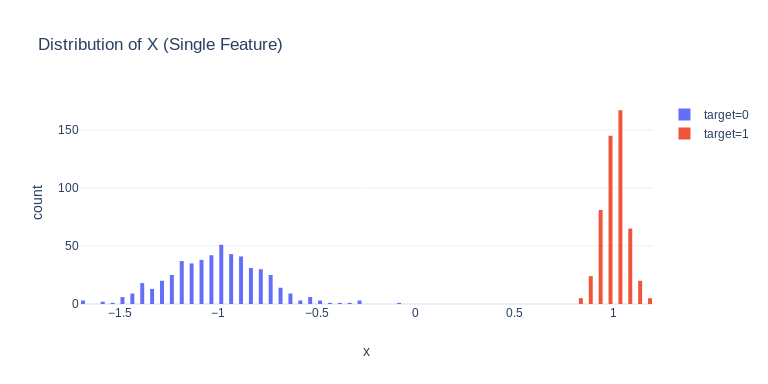 Distribution of X (Single Feature)
target=0
target=1
150
100
50
0
count
−1.5
−1
−0.5
0
0.5
1
x